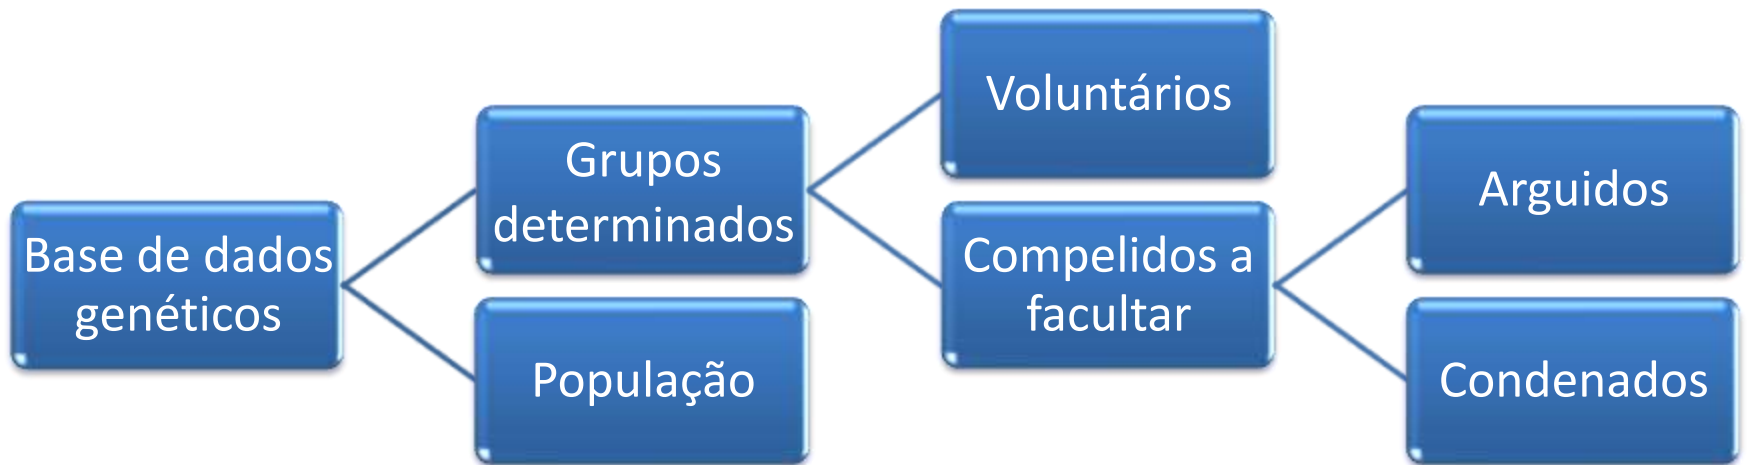 Base de dados
genéticos
Grupos
determinados
População
Voluntários
Compelidos a
facultar
Arguidos
Condenados